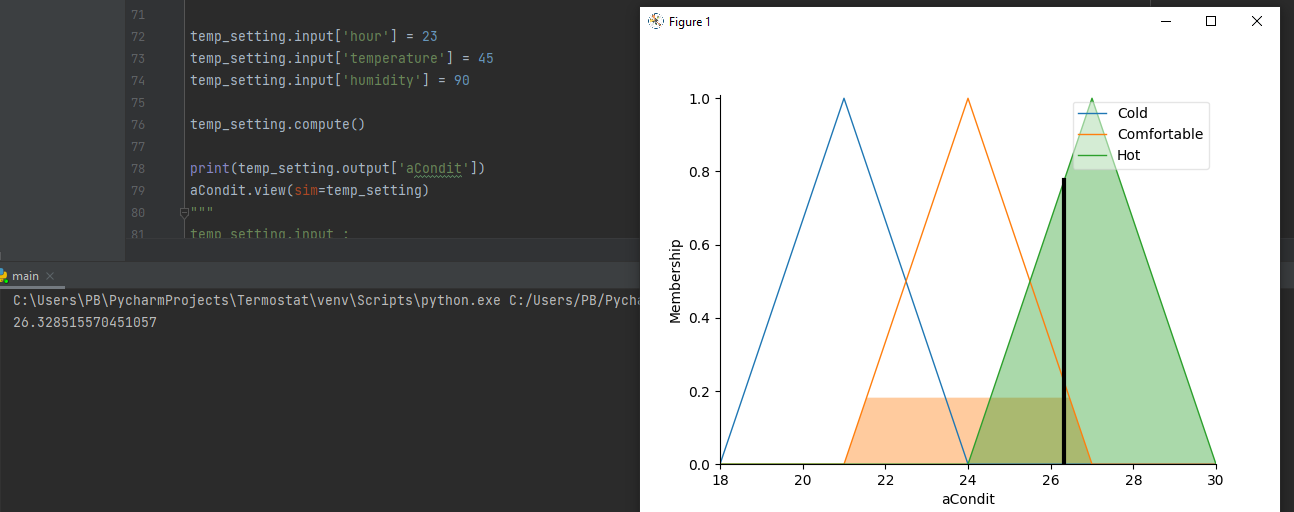 71
72 temp_setting.input['hour'] = 23
73 temp_setting.input['temperature'] = 45
74 temp_setting.input['humidity'] = 90
75
76 temp_setting.compute()
77
78 print(temp_setting.output['aCondit'])
79 aCondit.view(sim=temp_setting)
80 """
81 temp_setting.input :
main
C:\Users\PB\PycharmProjects\Termostat\venv\Scripts\python.exe C:/Users/PB/Pycha
26.328515570451057
Figure 1
1.0
0.8
0.6
0.4
0.2
0.0
Membership
Cold
Comfortable
Hot
18 20 22 24 26 28 30
aCondit